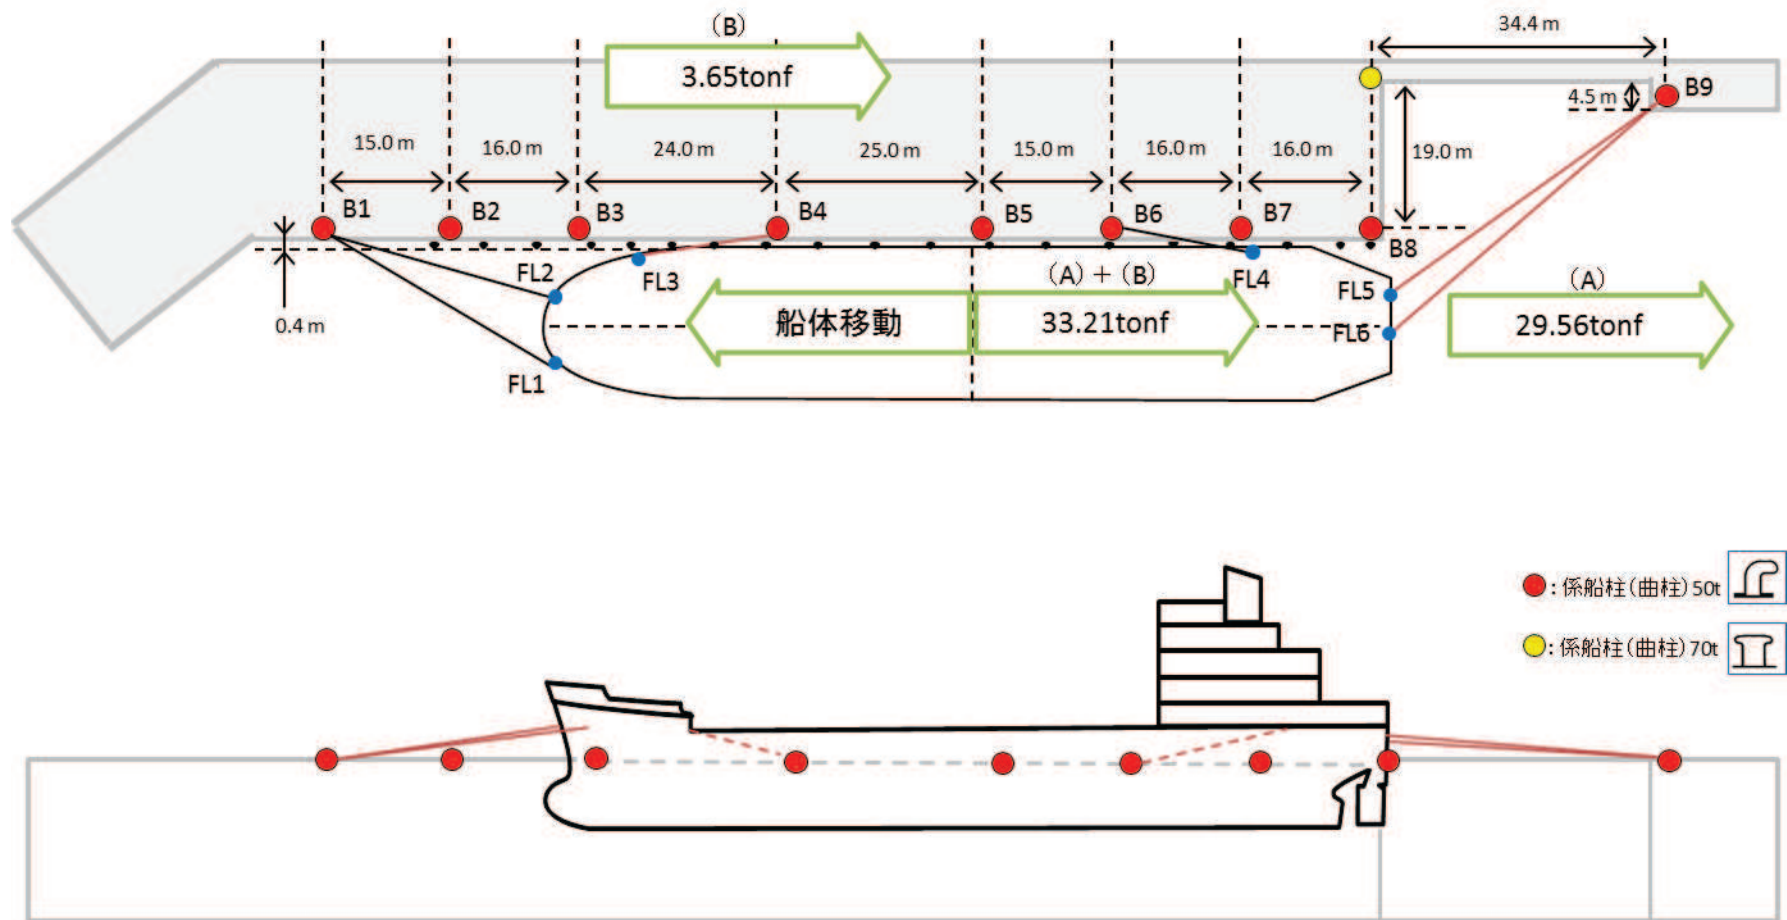 (B)
3.65tonf
34.4 m
B9
4.5 m
15.0 m
16.0 m
24.0 m
25.0 m
15.0 m
16.0 m
16.0 m
19.0 m
B1
B2
B3
B4
B5
B6
B7
B8
0.4 m
FL2
FL3
(A)+(B)
FL4
FL5
(A)
船体移動
33.21tonf
FL6
29.56tonf
FL1
:係船柱(曲柱)50t
:係船柱(曲柱)70t